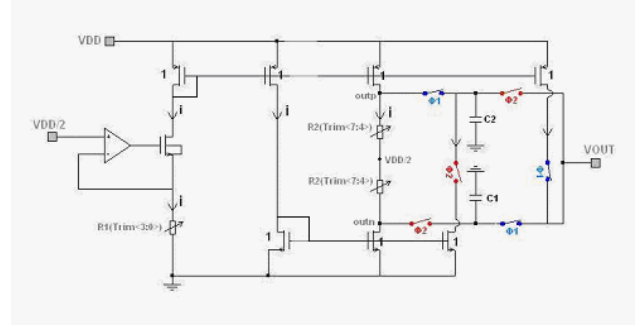 VDD
1
1
1
1
outp
Φ1
Φ2
i
i
i
VDD/2
+
-
R2(Trim<7:4>)
C2
VDD/2
VOUT
Φ2
Φ1
i
R2(Trim<7:4>)
C1
R1(Trim<3:0>)
outn
Φ2
Φ1
1
1
1